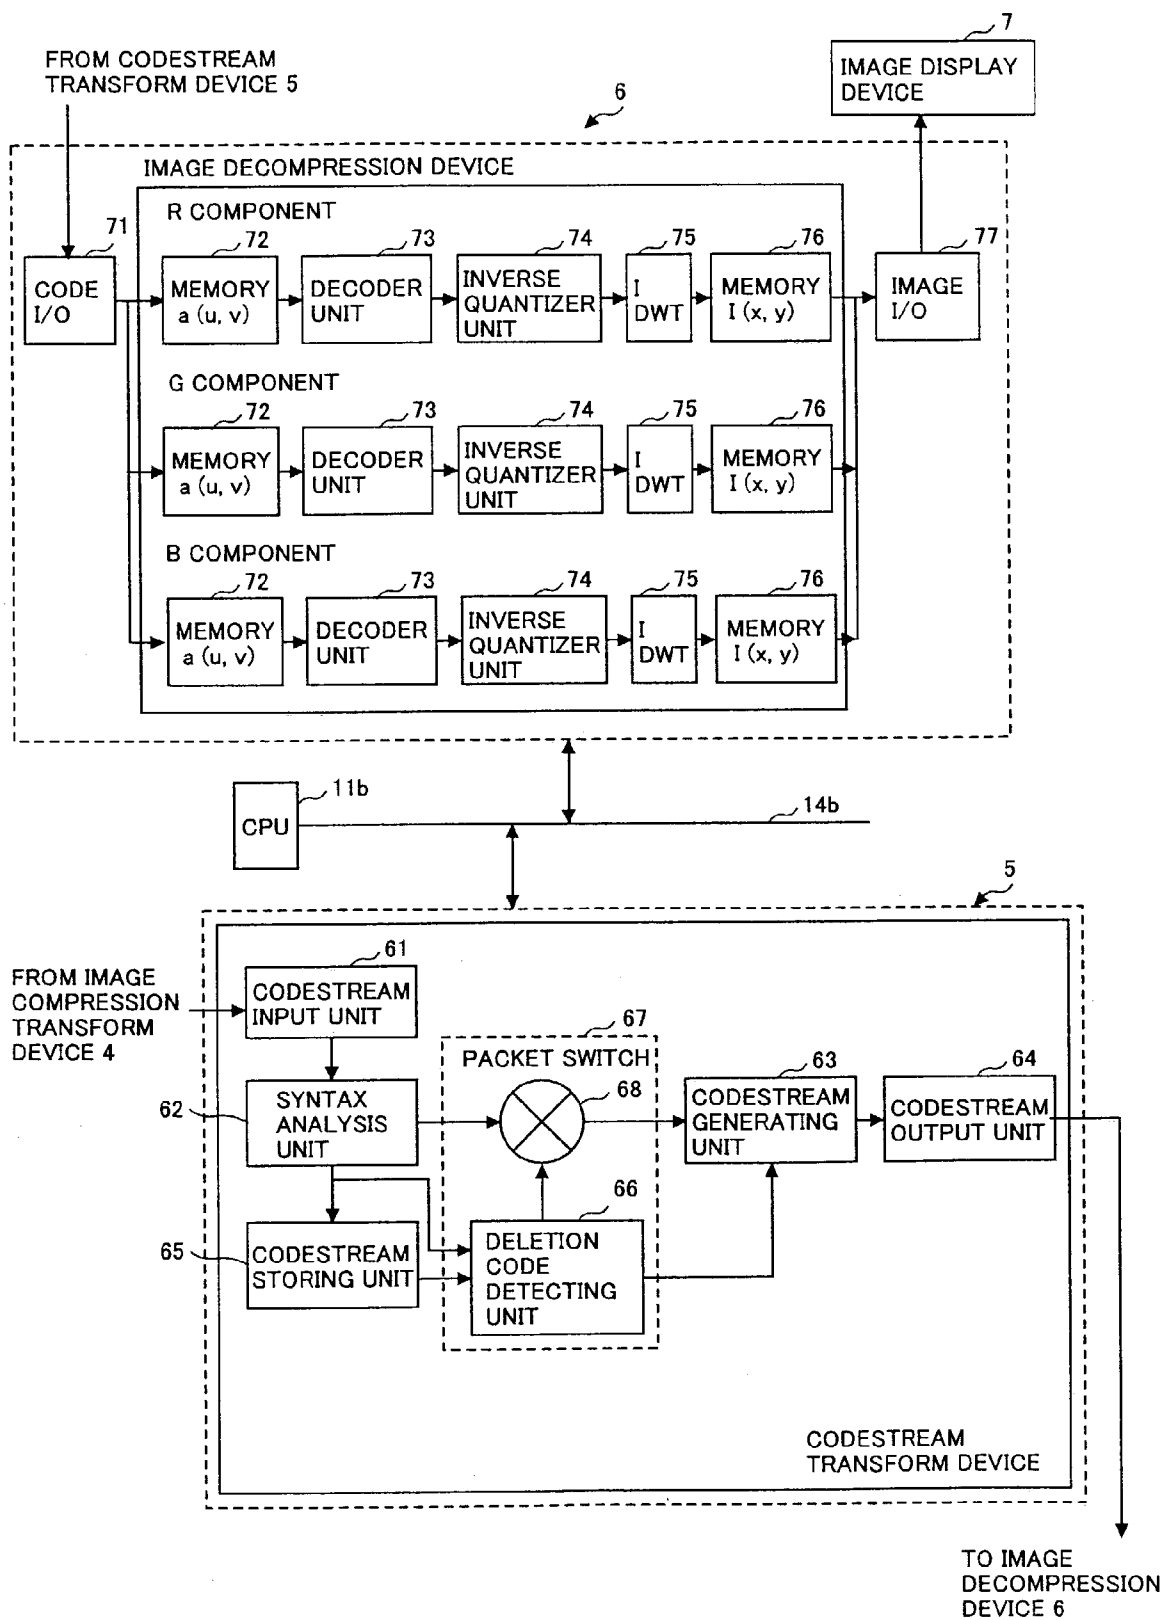 FROM CODESTREAM
TRANSFORM DEVICE 5
7
IMAGE DISPLAY
DEVICE
6
IMAGE DECOMPRESSION DEVICE
R COMPONENT
71
72
73
74
75
76
77
CODE
I/O
MEMORY
a (u, v)
DECODER
UNIT
INVERSE
QUANTIZER
UNIT
I
DWT
MEMORY
I (x, y)
IMAGE
I/O
G COMPONENT
72
73
74
75
76
MEMORY
a (u, v)
DECODER
UNIT
INVERSE
QUANTIZER
UNIT
I
DWT
MEMORY
I (x, y)
B COMPONENT
72
73
74
75
76
MEMORY
a (u, v)
DECODER
UNIT
INVERSE
QUANTIZER
UNIT
I
DWT
MEMORY
I (x, y)
11b
CPU
14b
5
FROM IMAGE
COMPRESSION
TRANSFORM
DEVICE 4
61
CODESTREAM
INPUT UNIT
67
PACKET SWITCH
62
SYNTAX
ANALYSIS
UNIT
68
63
CODESTREAM
GENERATING
UNIT
64
CODESTREAM
OUTPUT UNIT
65
CODESTREAM
STORING UNIT
66
DELETION
CODE
DETECTING
UNIT
CODESTREAM
TRANSFORM DEVICE
TO IMAGE
DECOMPRESSION
DEVICE 6